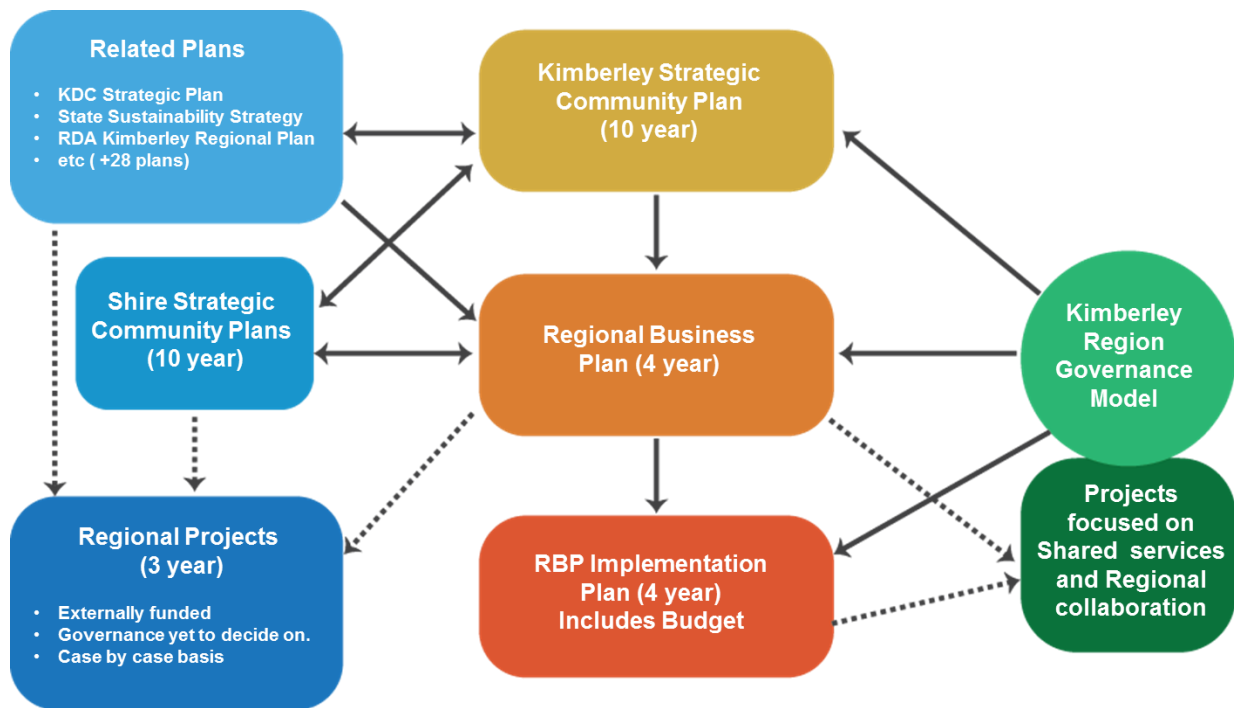 Related Plans
• KDC Strategic Plan
• State Sustainability Strategy
• RDA Kimberley Regional Plan
• etc ( +28 plans)
Kimberley Strategic
Community Plan
(10 year)
Shire Strategic
Community Plans
(10 year)
Regional Business
Plan (4 year)
Kimberley
Region
Governance
Model
Regional Projects
(3 year)
• Externally funded
• Governance yet to decide on.
• Case by case basis
RBP Implementation
Plan (4 year)
Includes Budget
Projects
focused on
Shared services
and Regional
collaboration